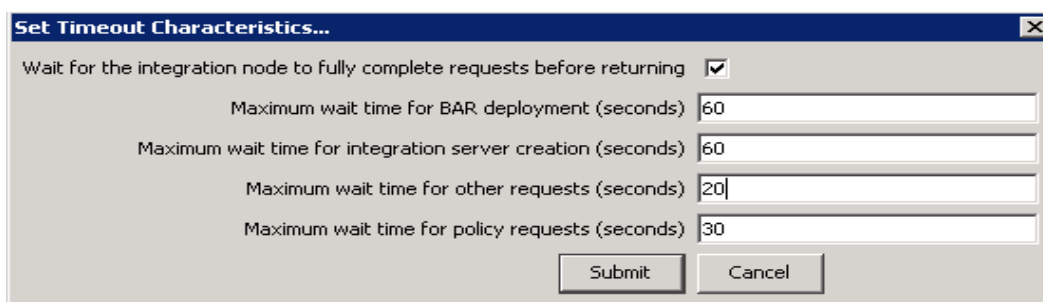 Set Timeout Characteristics...
Wait for the integration node to fully complete requests before returning
Maximum wait time for BAR deployment (seconds) 60
Maximum wait time for integration server creation (seconds) 60
Maximum wait time for other requests (seconds) 20
Maximum wait time for policy requests (seconds) 30
Submit Cancel